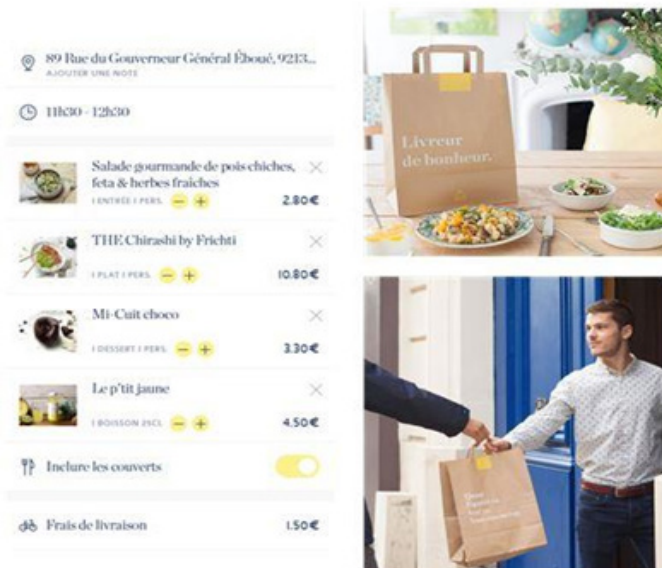 89 Rue du Gouverneur Général Éboué, 9213...
AJOUTER UNE NOTE
11h30 - 12h30
Salade gourmande de pois chiches,
feta & herbes fraîches
1 ENTRÉE 1 PERS.
2.80€
THE Chirashi by Frichti
1 PLAT 1 PERS.
10.80€
Mi-Cuit choco
1 DESSERT 1 PERS.
3.30€
Le p'tit jaune
1 BOISSON 25CL
4.50€
Inclure les couverts
Frais de livraison
1.50€
Livreur
de bonheur.